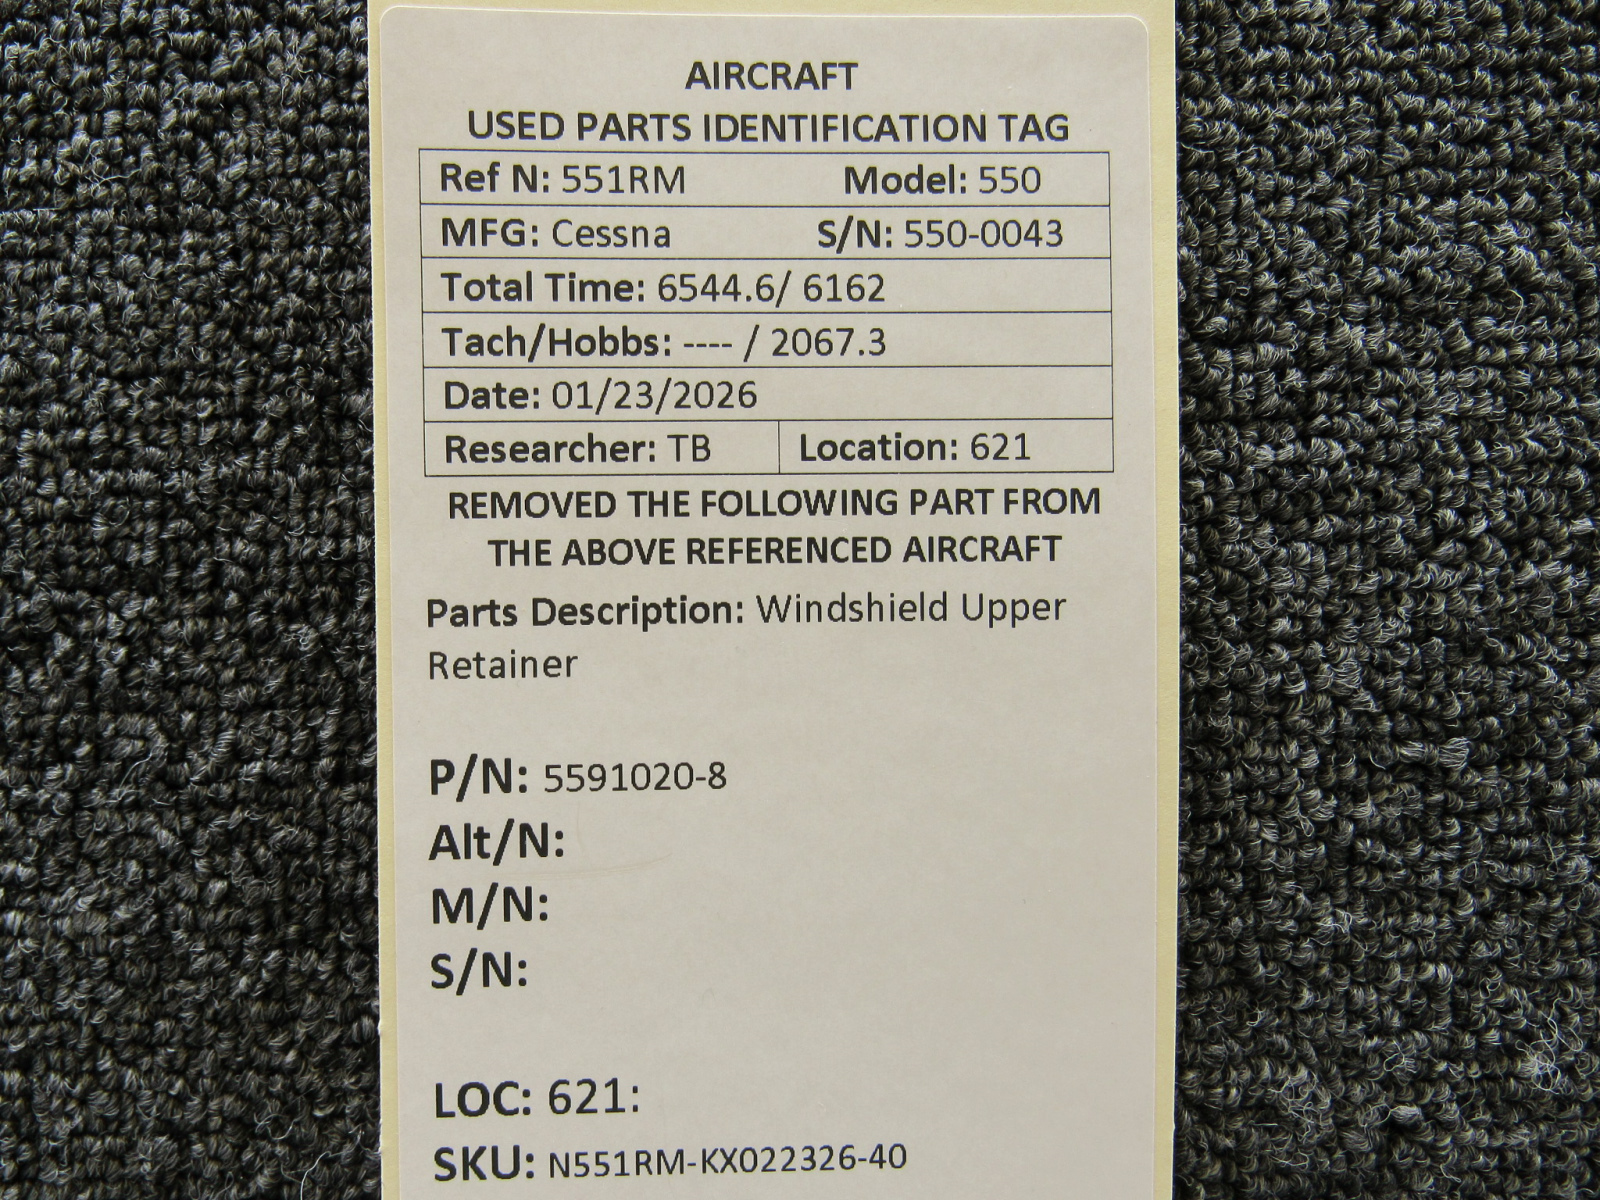 AIRCRAFT
USED PARTS IDENTIFICATION TAG
Ref N: 551RM Model: 550
MFG: Cessna S/N: 550-0043
Total Time: 6544.6/ 6162
Tach/Hobbs: ---- / 2067.3
Date: 01/23/2026
Researcher: TB Location: 621
REMOVED THE FOLLOWING PART FROM
THE ABOVE REFERENCED AIRCRAFT
Parts Description: Windshield Upper
Retainer
P/N: 5591020-8
Alt/N:
M/N:
S/N:
LOC: 621:
SKU: N551RM-KX022326-40